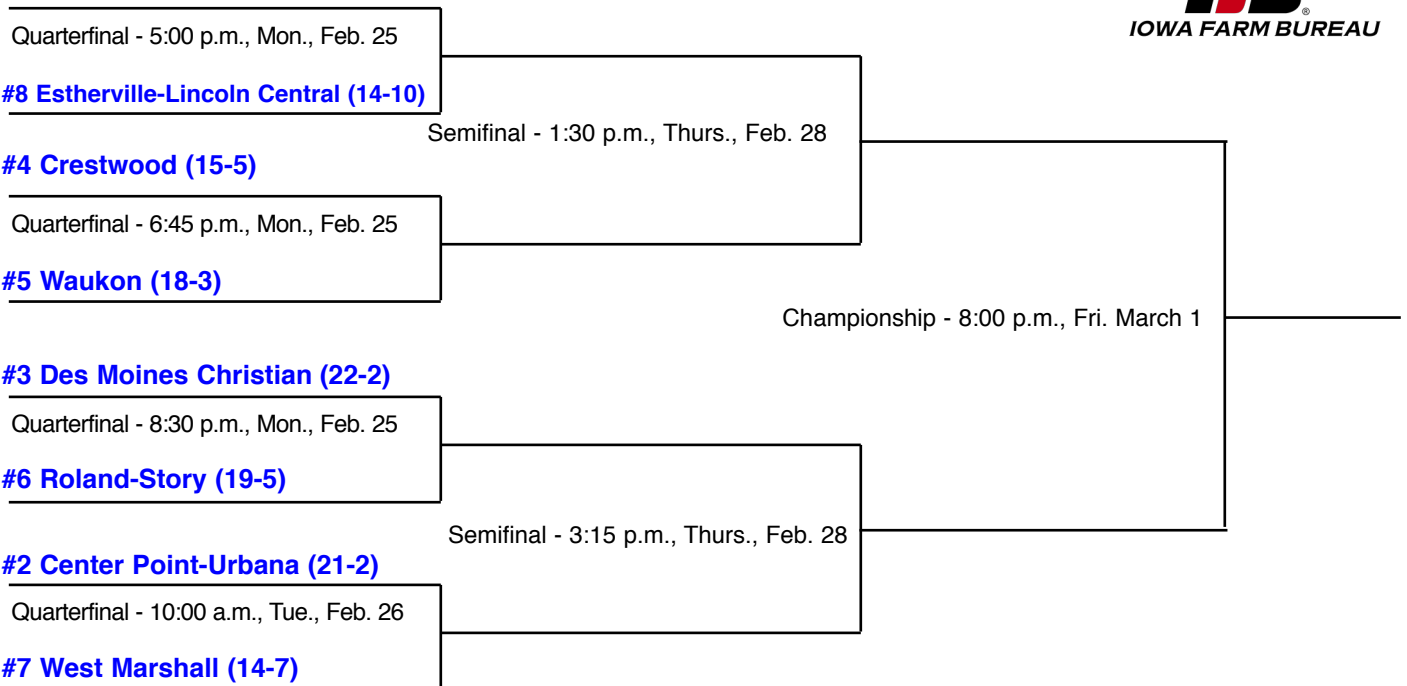 ®
IOWA FARM BUREAU
Quarterfinal - 5:00 p.m., Mon., Feb. 25
#8 Estherville-Lincoln Central (14-10)
Semifinal - 1:30 p.m., Thurs., Feb. 28
#4 Crestwood (15-5)
Quarterfinal - 6:45 p.m., Mon., Feb. 25
#5 Waukon (18-3)
Championship - 8:00 p.m., Fri. March 1
#3 Des Moines Christian (22-2)
Quarterfinal - 8:30 p.m., Mon., Feb. 25
#6 Roland-Story (19-5)
Semifinal - 3:15 p.m., Thurs., Feb. 28
#2 Center Point-Urbana (21-2)
Quarterfinal - 10:00 a.m., Tue., Feb. 26
#7 West Marshall (14-7)